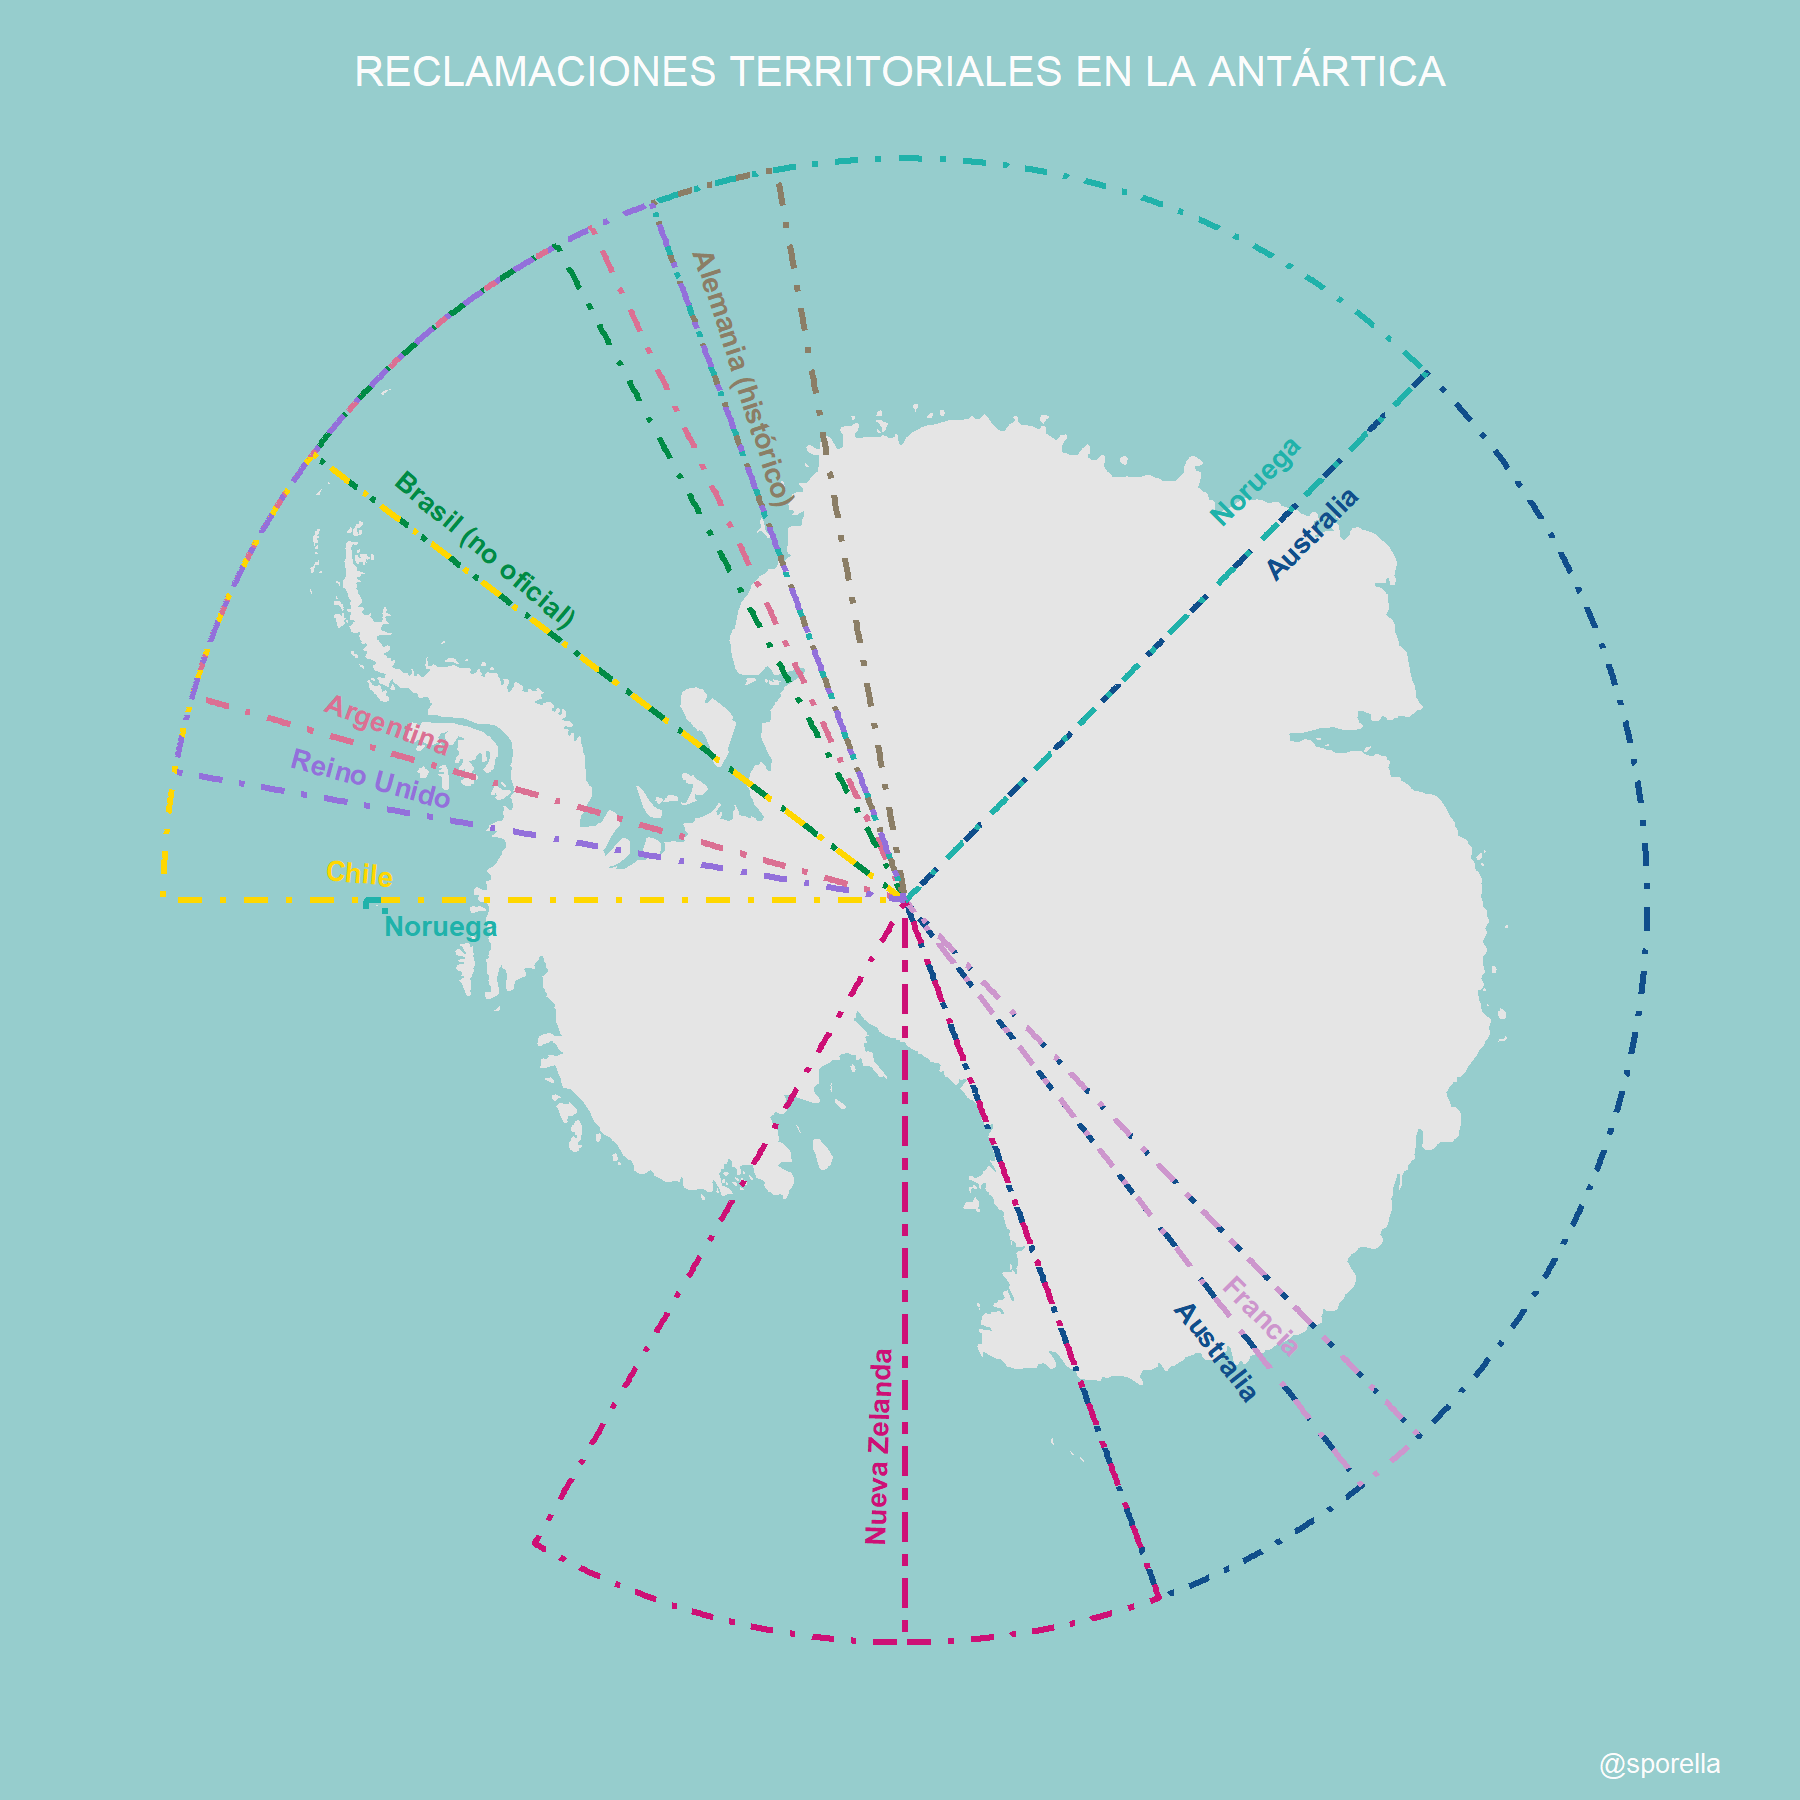 RECLAMACIONES TERRITORIALES EN LA ANTÁRTICA
Alemania (histórico)
Noruega
Australia
Brasil (no oficial)
Argentina
Reino Unido
Chile
Noruega
Francia
Australia
Nueva Zelanda
@sporella